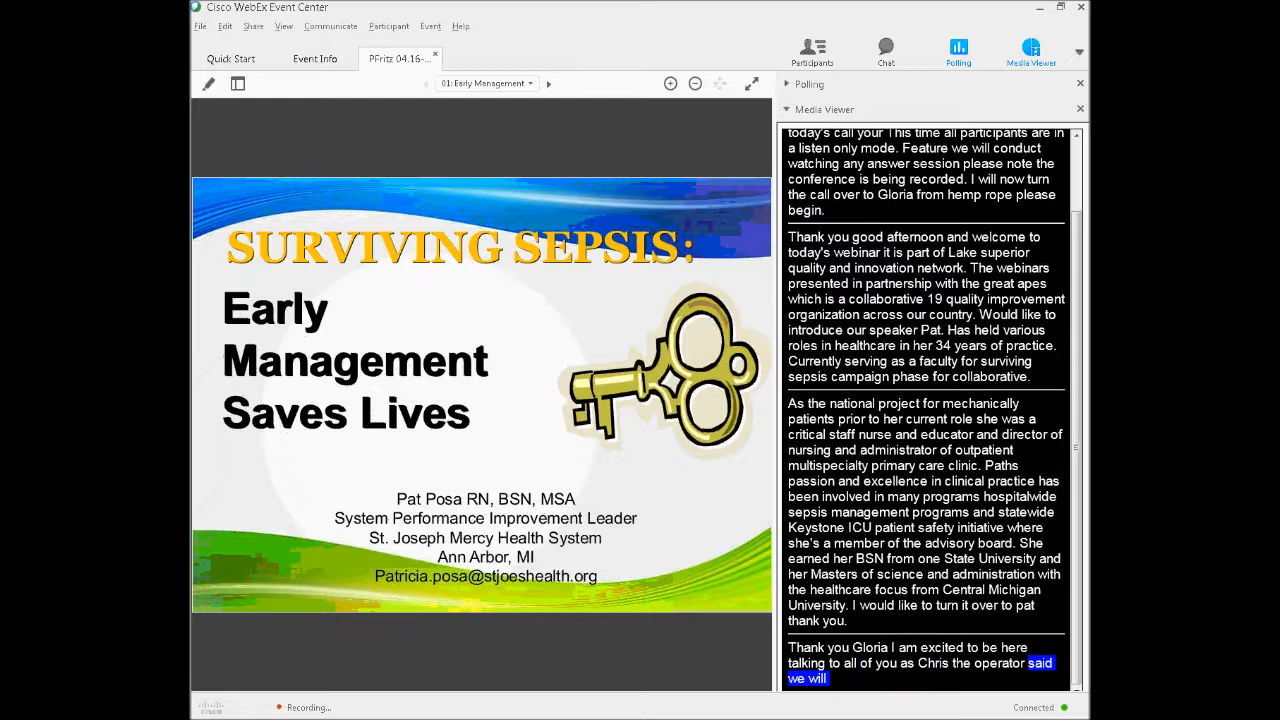 Cisco WebEx Event Center
File Edit Share View Communicate Participant Event Help
Quick Start Event Info PFritz 04.16-...
Participants Chat Polling Media Viewer
01: Early Management
Polling
Media Viewer
SURVIVING SEPSIS:
Early
Management
Saves Lives
Pat Posa RN, BSN, MSA
System Performance Improvement Leader
St. Joseph Mercy Health System
Ann Arbor, MI
Patricia.posa@stjoeshealth.org
today's call your This time all participants are in
a listen only mode. Feature we will conduct
watching any answer session please note the
conference is being recorded. I will now turn
the call over to Gloria from hemp rope please
begin.
Thank you good afternoon and welcome to
today's webinar it is part of Lake superior
quality and innovation network. The webinars
presented in partnership with the great apes
which is a collaborative 19 quality improvement
organization across our country. Would like to
introduce our speaker Pat. Has held various
roles in healthcare in her 34 years of practice.
Currently serving as a faculty for surviving
sepsis campaign phase for collaborative.
As the national project for mechanically
patients prior to her current role she was a
critical staff nurse and educator and director of
nursing and administrator of outpatient
multispecialty primary care clinic. Paths
passion and excellence in clinical practice has
been involved in many programs hospitalwide
sepsis management programs and statewide
Keystone ICU patient safety initiative where
she's a member of the advisory board. She
earned her BSN from one State University and
her Masters of science and administration with
the healthcare focus from Central Michigan
University. I would like to turn it over to pat
thank you.
Thank you Gloria I am excited to be here
talking to all of you as Chris the operator said
we will
cisco Recording... Connected